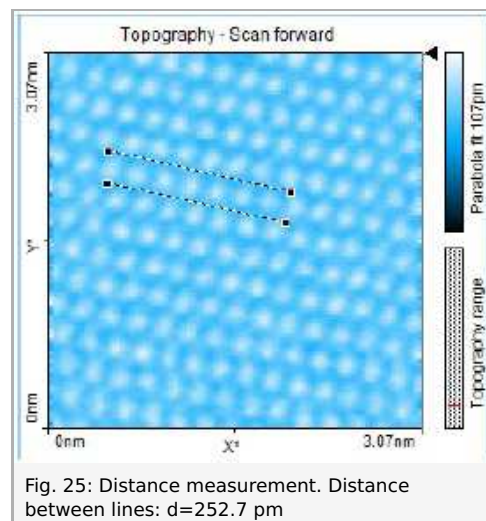 Topography - Scan forward
3.07nm
Y*
0nm
0nm
X*
3.07nm
Parabola fit 107pm
Topography range
Fig. 25: Distance measurement. Distance
between lines: d=252.7 pm